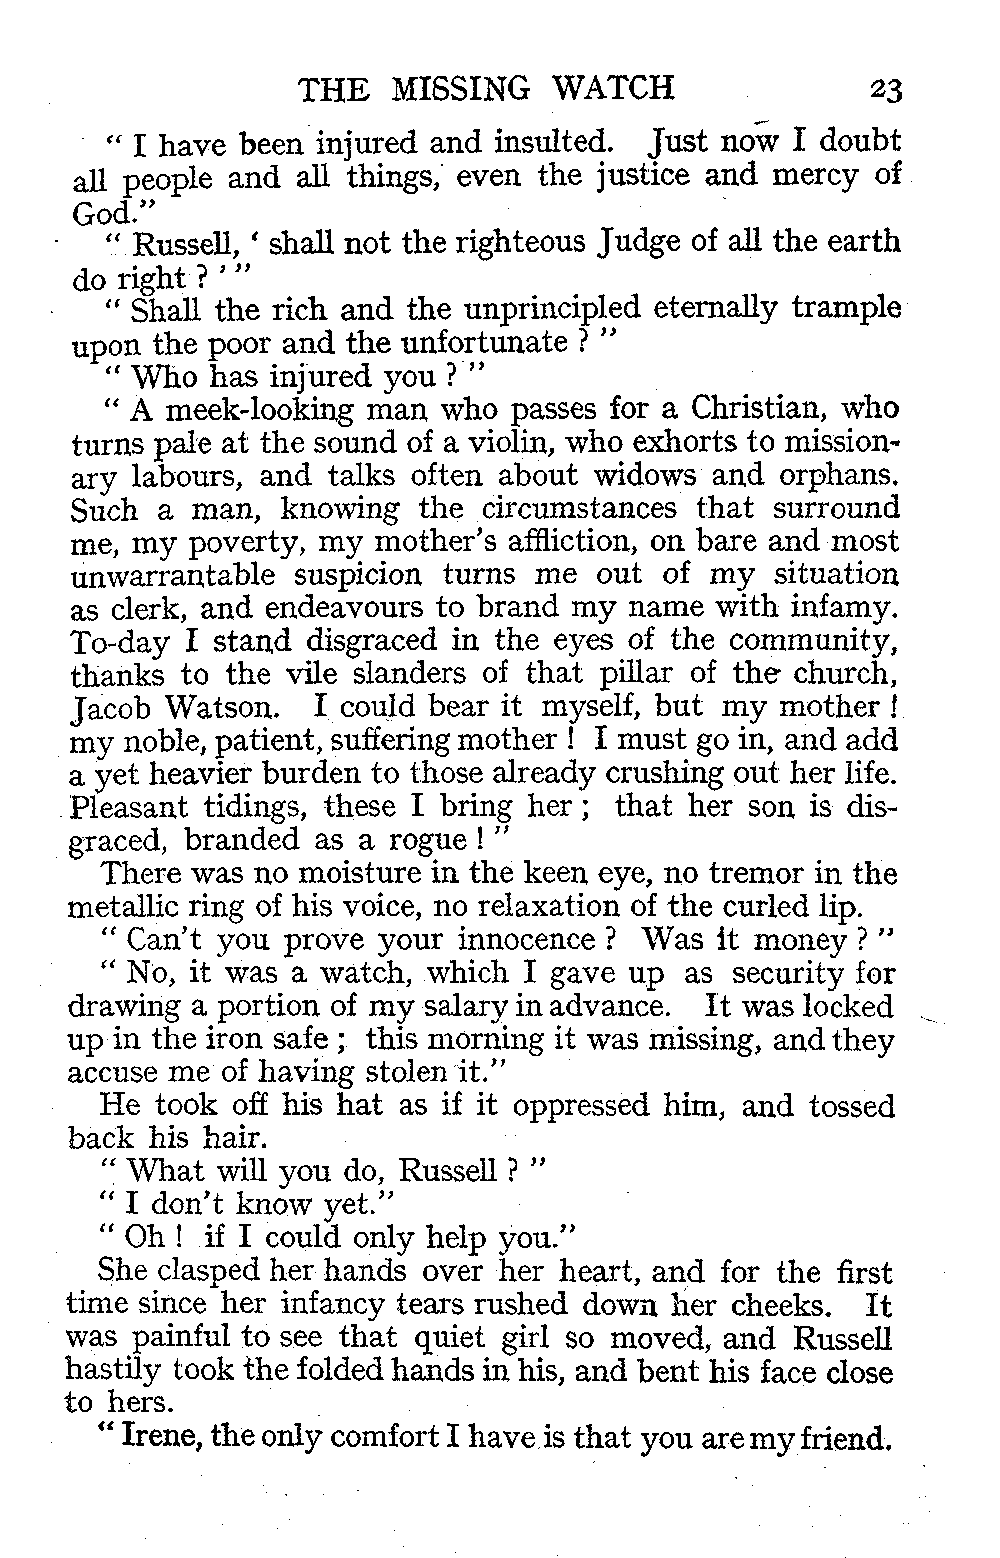 THE MISSING WATCH 23
“ I have been injured and insulted. Just now I doubt
all people and all things, even the justice and mercy of
God.”
“ Russell, ‘ shall not the righteous Judge of all the earth
do right ? ’ ”
“ Shall the rich and the unprincipled eternally trample
upon the poor and the unfortunate ? ”
“ Who has injured you ? ”
“ A meek-looking man who passes for a Christian, who
turns pale at the sound of a violin, who exhorts to mission-
ary labours, and talks often about widows and orphans.
Such a man, knowing the circumstances that surround
me, my poverty, my mother’s affliction, on bare and most
unwarrantable suspicion turns me out of my situation
as clerk, and endeavours to brand my name with infamy.
To-day I stand disgraced in the eyes of the community,
thanks to the vile slanders of that pillar of the church,
Jacob Watson. I could bear it myself, but my mother !
my noble, patient, suffering mother ! I must go in, and add
a yet heavier burden to those already crushing out her life.
Pleasant tidings, these I bring her ; that her son is dis-
graced, branded as a rogue ! ”
There was no moisture in the keen eye, no tremor in the
metallic ring of his voice, no relaxation of the curled lip.
“ Can’t you prove your innocence ? Was it money ? ”
“ No, it was a watch, which I gave up as security for
drawing a portion of my salary in advance. It was locked
up in the iron safe ; this morning it was missing, and they
accuse me of having stolen it.”
He took off his hat as if it oppressed him, and tossed
back his hair.
“ What will you do, Russell ? ”
“ I don’t know yet.”
“ Oh ! if I could only help you.”
She clasped her hands over her heart, and for the first
time since her infancy tears rushed down her cheeks. It
was painful to see that quiet girl so moved, and Russell
hastily took the folded hands in his, and bent his face close
to hers.
“ Irene, the only comfort I have is that you are my friend.